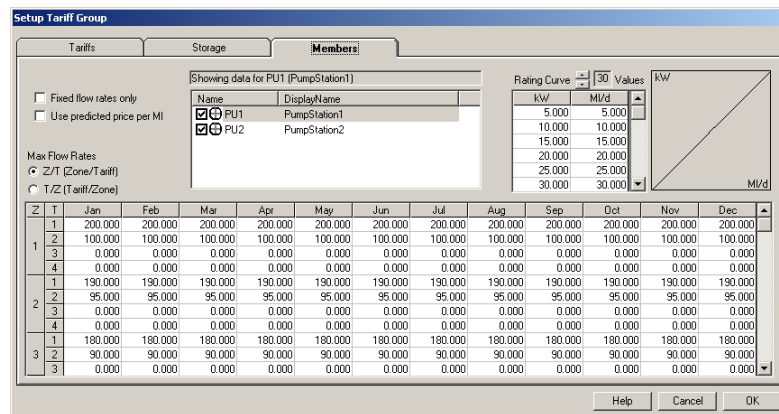 Setup Tariff Group
Tariffs Storage Members
Showing data for PU1 (PumpStation1)
Fixed flow rates only
Use predicted price per Ml
Name DisplayName
PU1 PumpStation1
PU2 PumpStation2
Max Flow Rates
Z/T (Zone/Tariff)
T/Z (Tariff/Zone)
Rating Curve 30 Values
kW Ml/d
5.000 5.000
10.000 10.000
15.000 15.000
20.000 20.000
25.000 25.000
30.000 30.000
kW
Ml/d
Z T Jan Feb Mar Apr May Jun Jul Aug Sep Oct Nov Dec
1 1 200.000 200.000 200.000 200.000 200.000 200.000 200.000 200.000 200.000 200.000 200.000 200.000
2 100.000 100.000 100.000 100.000 100.000 100.000 100.000 100.000 100.000 100.000 100.000 100.000
3 0.000 0.000 0.000 0.000 0.000 0.000 0.000 0.000 0.000 0.000 0.000 0.000
4 0.000 0.000 0.000 0.000 0.000 0.000 0.000 0.000 0.000 0.000 0.000 0.000
2 1 190.000 190.000 190.000 190.000 190.000 190.000 190.000 190.000 190.000 190.000 190.000 190.000
2 95.000 95.000 95.000 95.000 95.000 95.000 95.000 95.000 95.000 95.000 95.000 95.000
3 0.000 0.000 0.000 0.000 0.000 0.000 0.000 0.000 0.000 0.000 0.000 0.000
4 0.000 0.000 0.000 0.000 0.000 0.000 0.000 0.000 0.000 0.000 0.000 0.000
3 1 180.000 180.000 180.000 180.000 180.000 180.000 180.000 180.000 180.000 180.000 180.000 180.000
2 90.000 90.000 90.000 90.000 90.000 90.000 90.000 90.000 90.000 90.000 90.000 90.000
3 0.000 0.000 0.000 0.000 0.000 0.000 0.000 0.000 0.000 0.000 0.000 0.000
Help Cancel OK